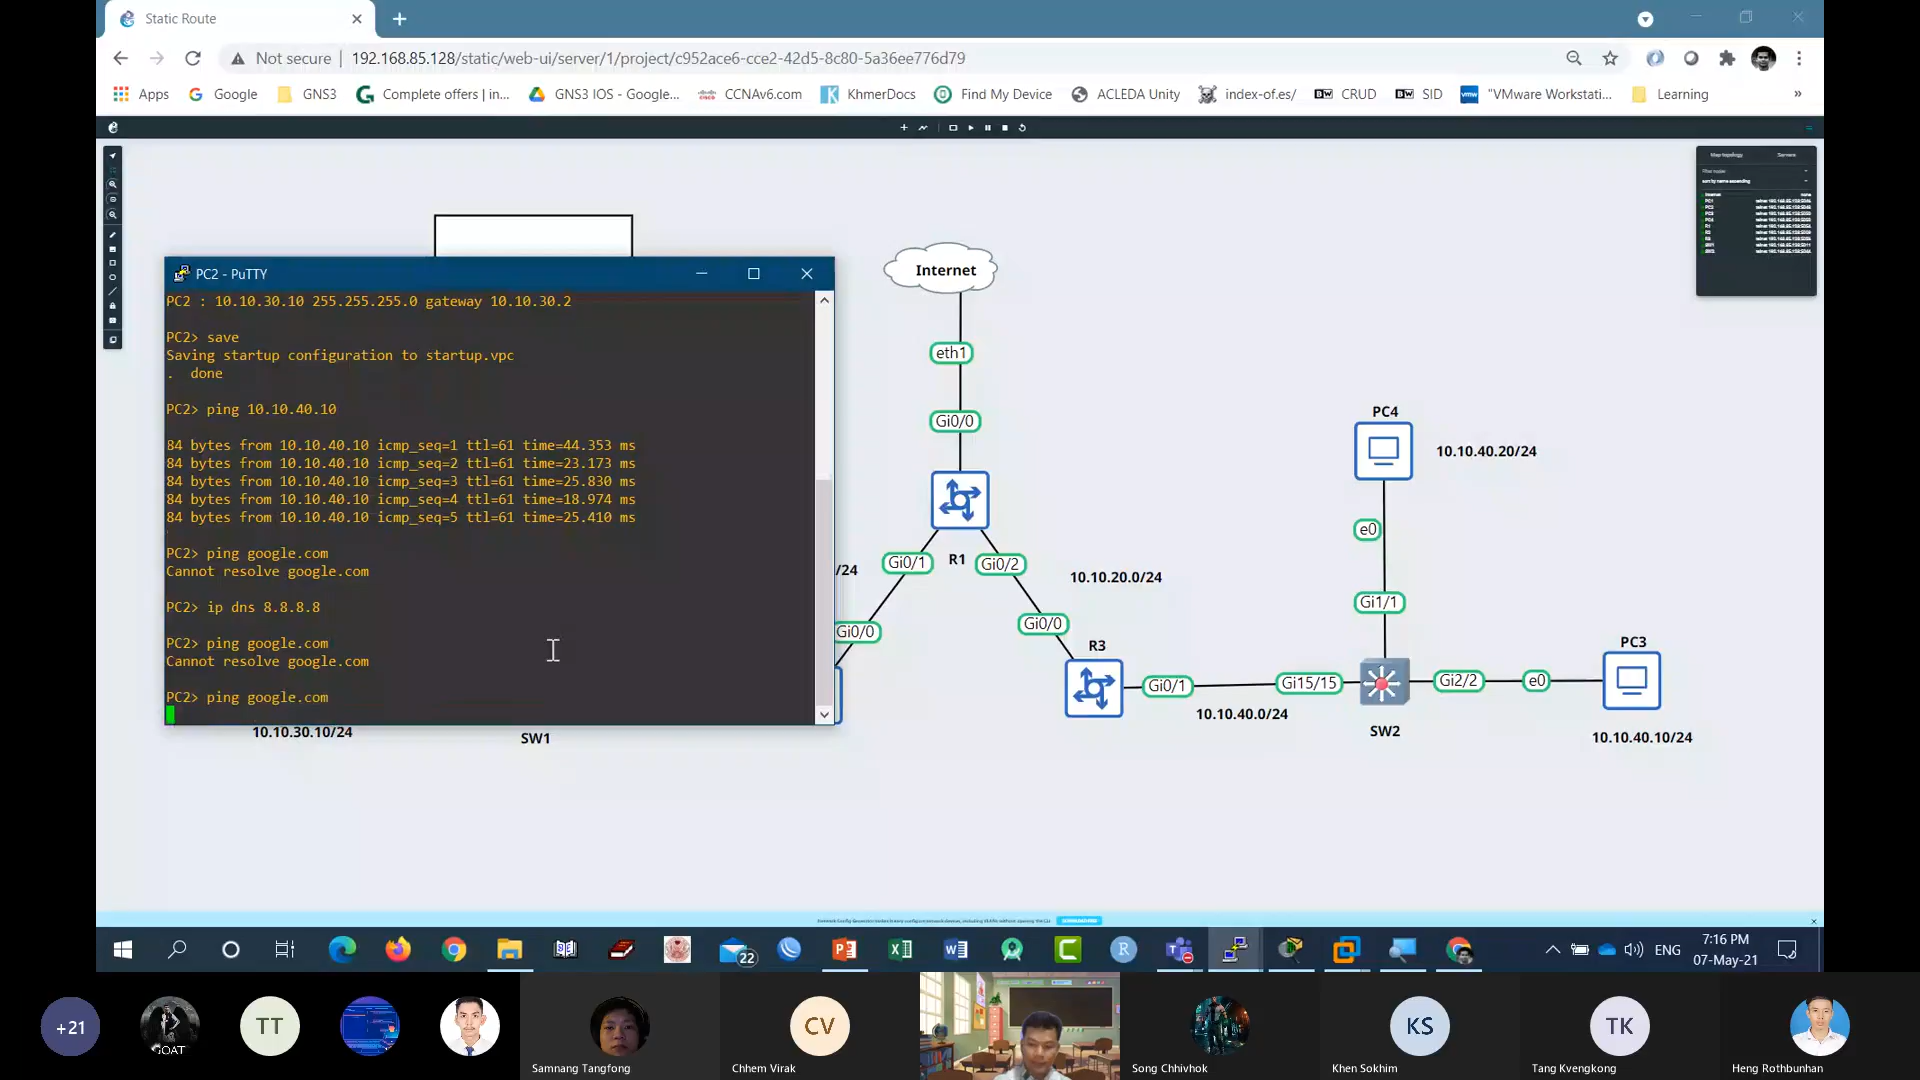 Static Route
Not secure
192.168.85.128/static/web-ui/server/1/project/c952ace6-cce2-42d5-8c80-5a36ee776d79
Apps
Google
GNS3
Complete offers | in...
GNS3 IOS - Google...
CCNAv6.com
KhmerDocs
Find My Device
ACLEDA Unity
index-of.es/
CRUD
SID
"VMware Workstati...
Learning
»
Map topology
Servers
Internet
PC2 - PuTTY
PC2 : 10.10.30.10 255.255.255.0 gateway 10.10.30.2
PC2> save
Saving startup configuration to startup.vpc
.  done
PC2> ping 10.10.40.10
84 bytes from 10.10.40.10 icmp_seq=1 ttl=61 time=44.353 ms
84 bytes from 10.10.40.10 icmp_seq=2 ttl=61 time=23.173 ms
84 bytes from 10.10.40.10 icmp_seq=3 ttl=61 time=25.830 ms
84 bytes from 10.10.40.10 icmp_seq=4 ttl=61 time=18.974 ms
84 bytes from 10.10.40.10 icmp_seq=5 ttl=61 time=25.410 ms
PC2> ping google.com
Cannot resolve google.com
PC2> ip dns 8.8.8.8
PC2> ping google.com
Cannot resolve google.com
PC2> ping google.com
eth1
Gi0/0
PC4
10.10.40.20/24
e0
/24
Gi0/1
R1
Gi0/2
10.10.20.0/24
Gi1/1
Gi0/0
Gi0/0
R3
PC3
Gi0/1
Gi15/15
Gi2/2
e0
10.10.40.0/24
SW2
10.10.40.10/24
10.10.30.10/24
SW1
22
ENG
7:16 PM
07-May-21
+21
GOAT
TT
Samnang Tangfong
CV
Chhem Virak
Song Chhivhok
KS
Khen Sokhim
TK
Tang Kvengkong
Heng Rothbunhan